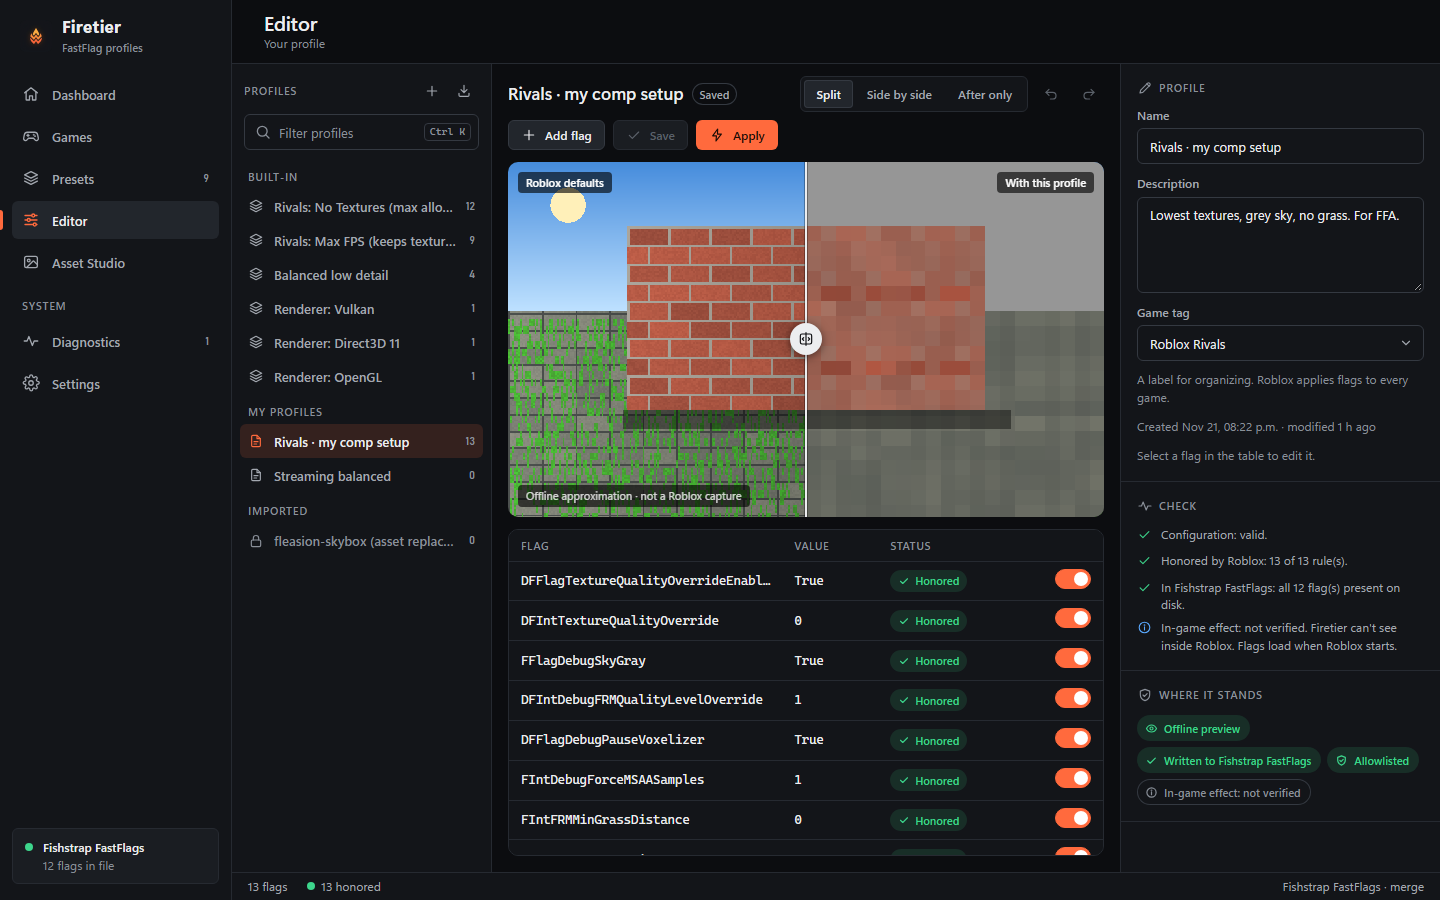 Firetier
FastFlag profiles
Dashboard
Games
Presets 9
Editor
Asset Studio
SYSTEM
Diagnostics 1
Settings
Fishstrap FastFlags
12 flags in file
Editor
Your profile
PROFILES
Filter profiles Ctrl K
BUILT-IN
Rivals: No Textures (max allo... 12
Rivals: Max FPS (keeps textur... 9
Balanced low detail 4
Renderer: Vulkan 1
Renderer: Direct3D 11 1
Renderer: OpenGL 1
MY PROFILES
Rivals · my comp setup 13
Streaming balanced 0
IMPORTED
fleasion-skybox (asset replac... 0
Rivals · my comp setup Saved
Split Side by side After only
Add flag Save Apply
Roblox defaults With this profile
Offline approximation · not a Roblox capture
FLAG VALUE STATUS
DFFlagTextureQualityOverrideEnabl… True Honored
DFIntTextureQualityOverride 0 Honored
FFlagDebugSkyGray True Honored
DFIntDebugFRMQualityLevelOverride 1 Honored
DFFlagDebugPauseVoxelizer True Honored
FIntDebugForceMSAASamples 1 Honored
FIntFRMMinGrassDistance 0 Honored
PROFILE
Name
Rivals · my comp setup
Description
Lowest textures, grey sky, no grass. For FFA.
Game tag
Roblox Rivals
A label for organizing. Roblox applies flags to every
game.
Created Nov 21, 08:22 p.m. · modified 1 h ago
Select a flag in the table to edit it.
CHECK
Configuration: valid.
Honored by Roblox: 13 of 13 rule(s).
In Fishstrap FastFlags: all 12 flag(s) present on
disk.
In-game effect: not verified. Firetier can't see
inside Roblox. Flags load when Roblox starts.
WHERE IT STANDS
Offline preview
Written to Fishstrap FastFlags Allowlisted
In-game effect: not verified
13 flags 13 honored
Fishstrap FastFlags · merge